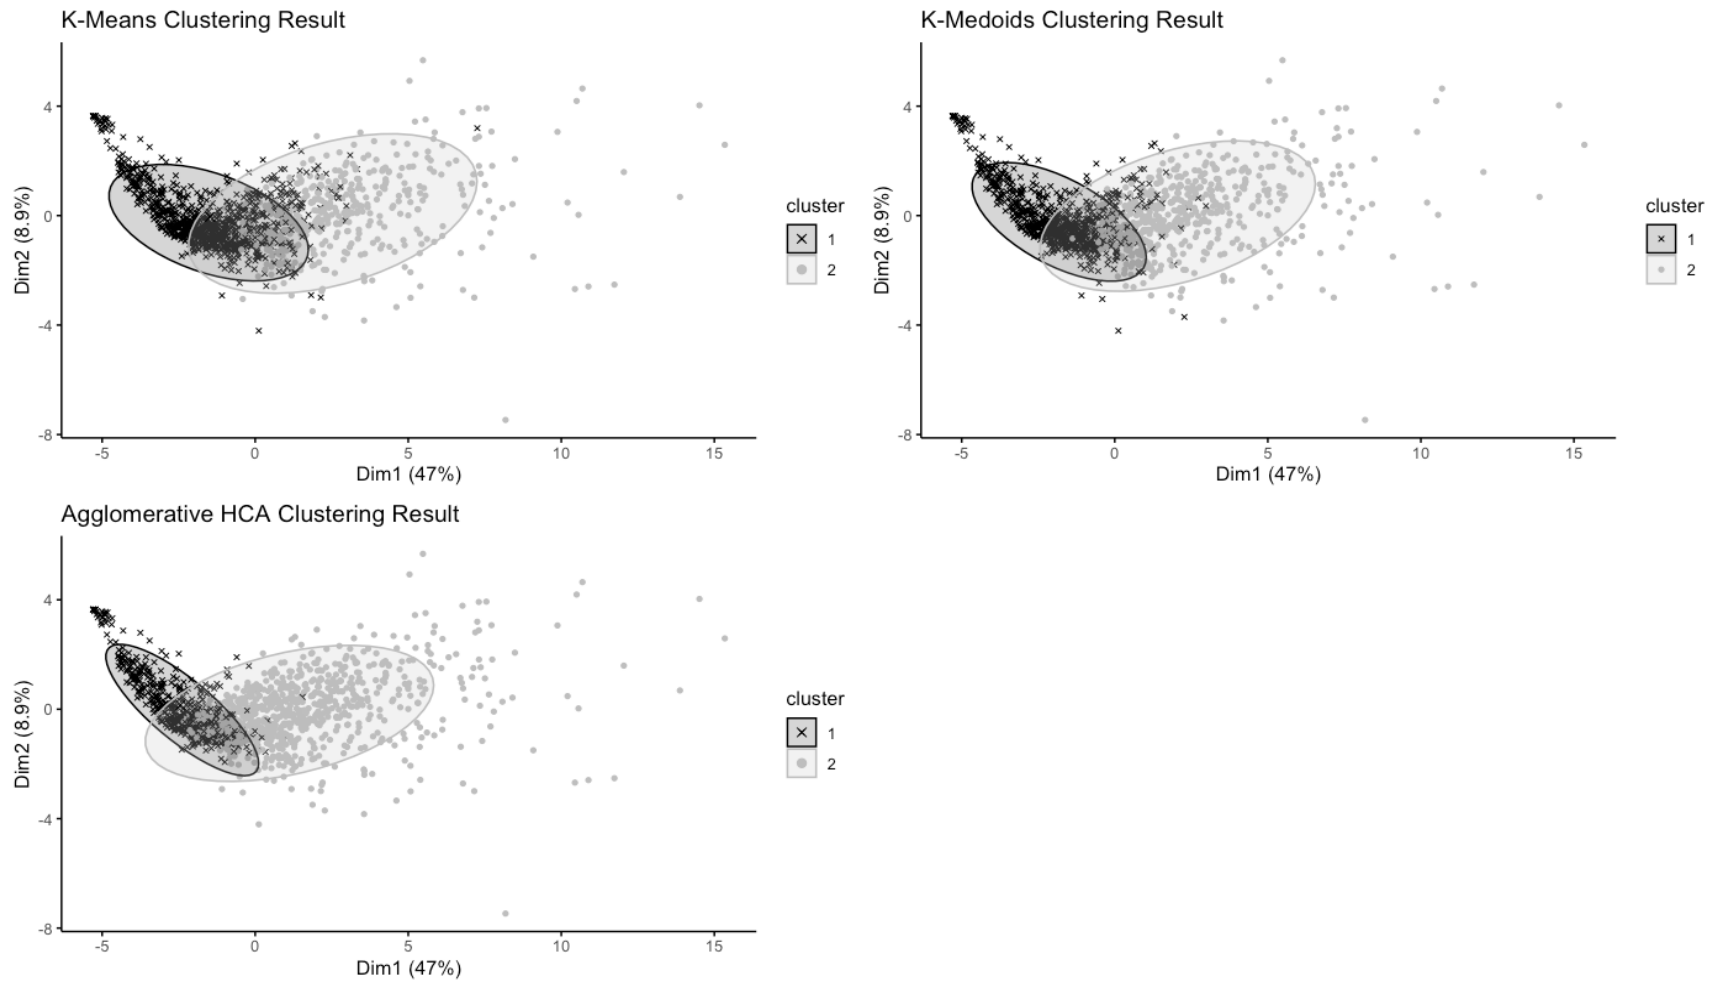 K-Means Clustering Result
4
0
-4
-8
-5
0
5
10
15
Dim2 (8.9%)
Dim1 (47%)
cluster
1
2
K-Medoids Clustering Result
4
0
-4
-8
-5
0
5
10
15
Dim2 (8.9%)
Dim1 (47%)
cluster
1
2
Agglomerative HCA Clustering Result
4
0
-4
-8
-5
0
5
10
15
Dim2 (8.9%)
Dim1 (47%)
cluster
1
2